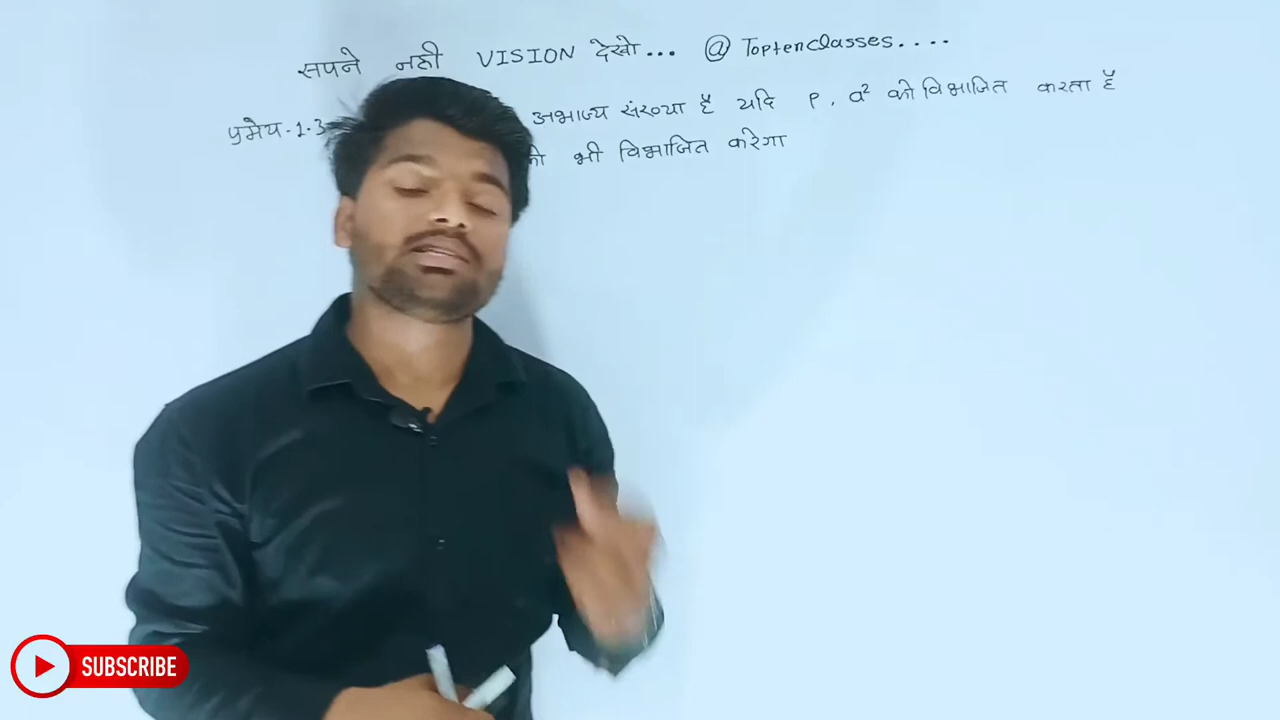 सपने नही VISION देखो... @ Toptenclasses....
प्रमेय-1.3 अभाज्य संख्या है यदि P, a² को विभाजित करता है
को भी विभाजित करेगा
SUBSCRIBE